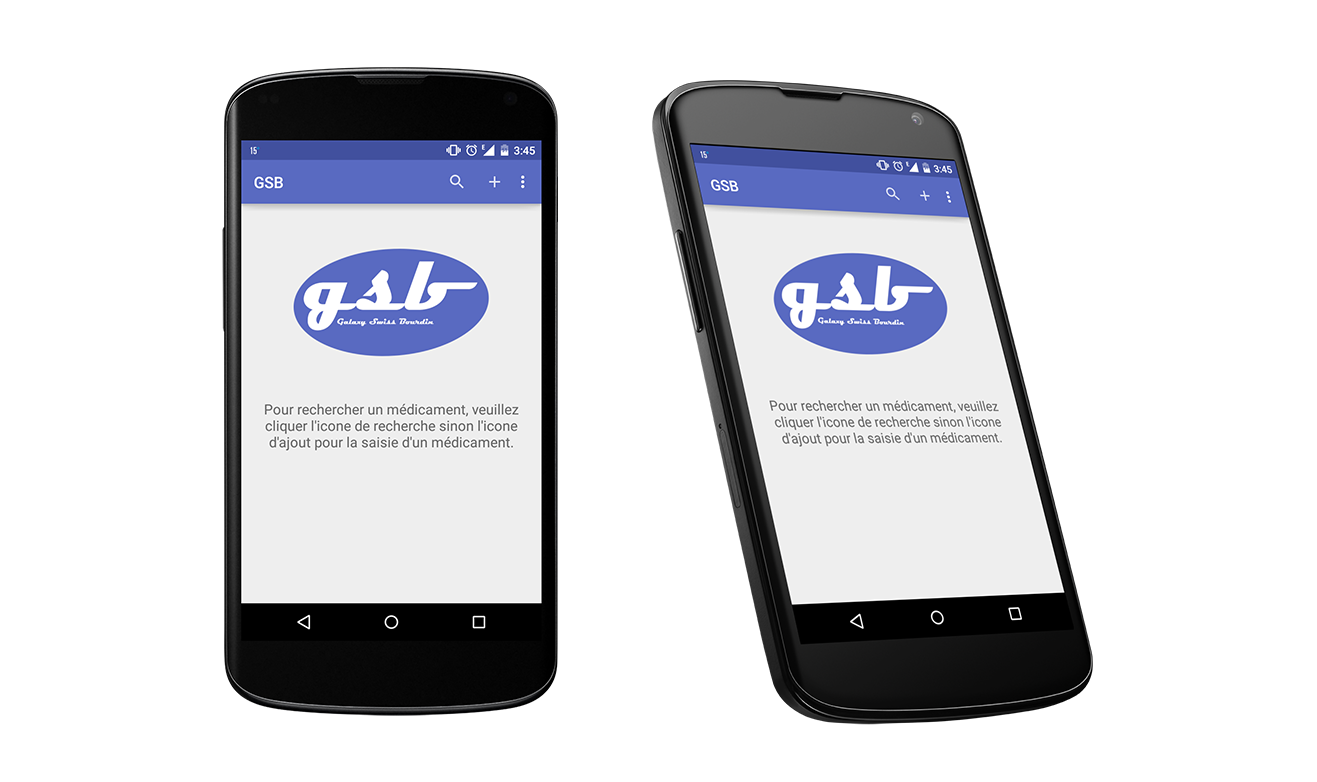 15°
3:45
GSB
gsb
Galaxy Swiss Bourdin
Pour rechercher un médicament, veuillez
cliquer l'icone de recherche sinon l'icone
d'ajout pour la saisie d'un médicament.
15°
3:45
GSB
gsb
Galaxy Swiss Bourdin
Pour rechercher un médicament, veuillez
cliquer l'icone de recherche sinon l'icone
d'ajout pour la saisie d'un médicament.